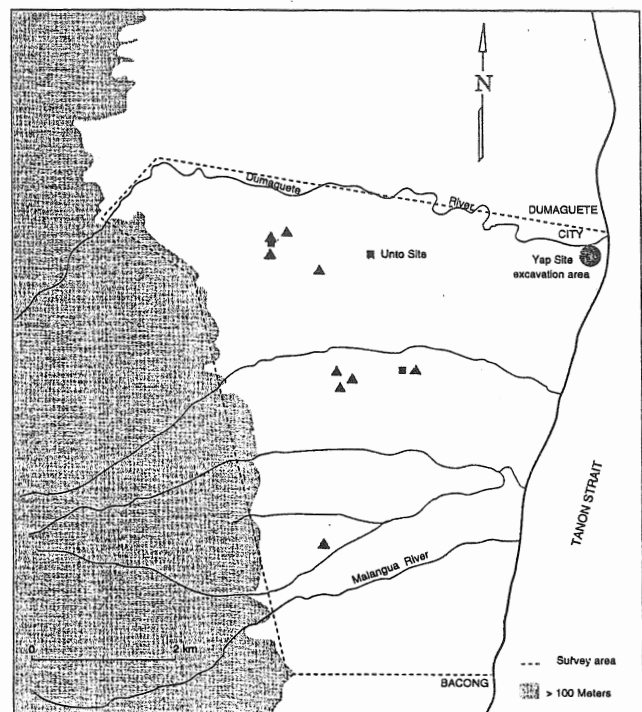 N
Dumaguete
River
DUMAGUETE
CITY
Unto Site
Yap Site
excavation area
TANON STRAIT
Malangua River
0
2 km
Survey area
BACONG
> 100 Meters